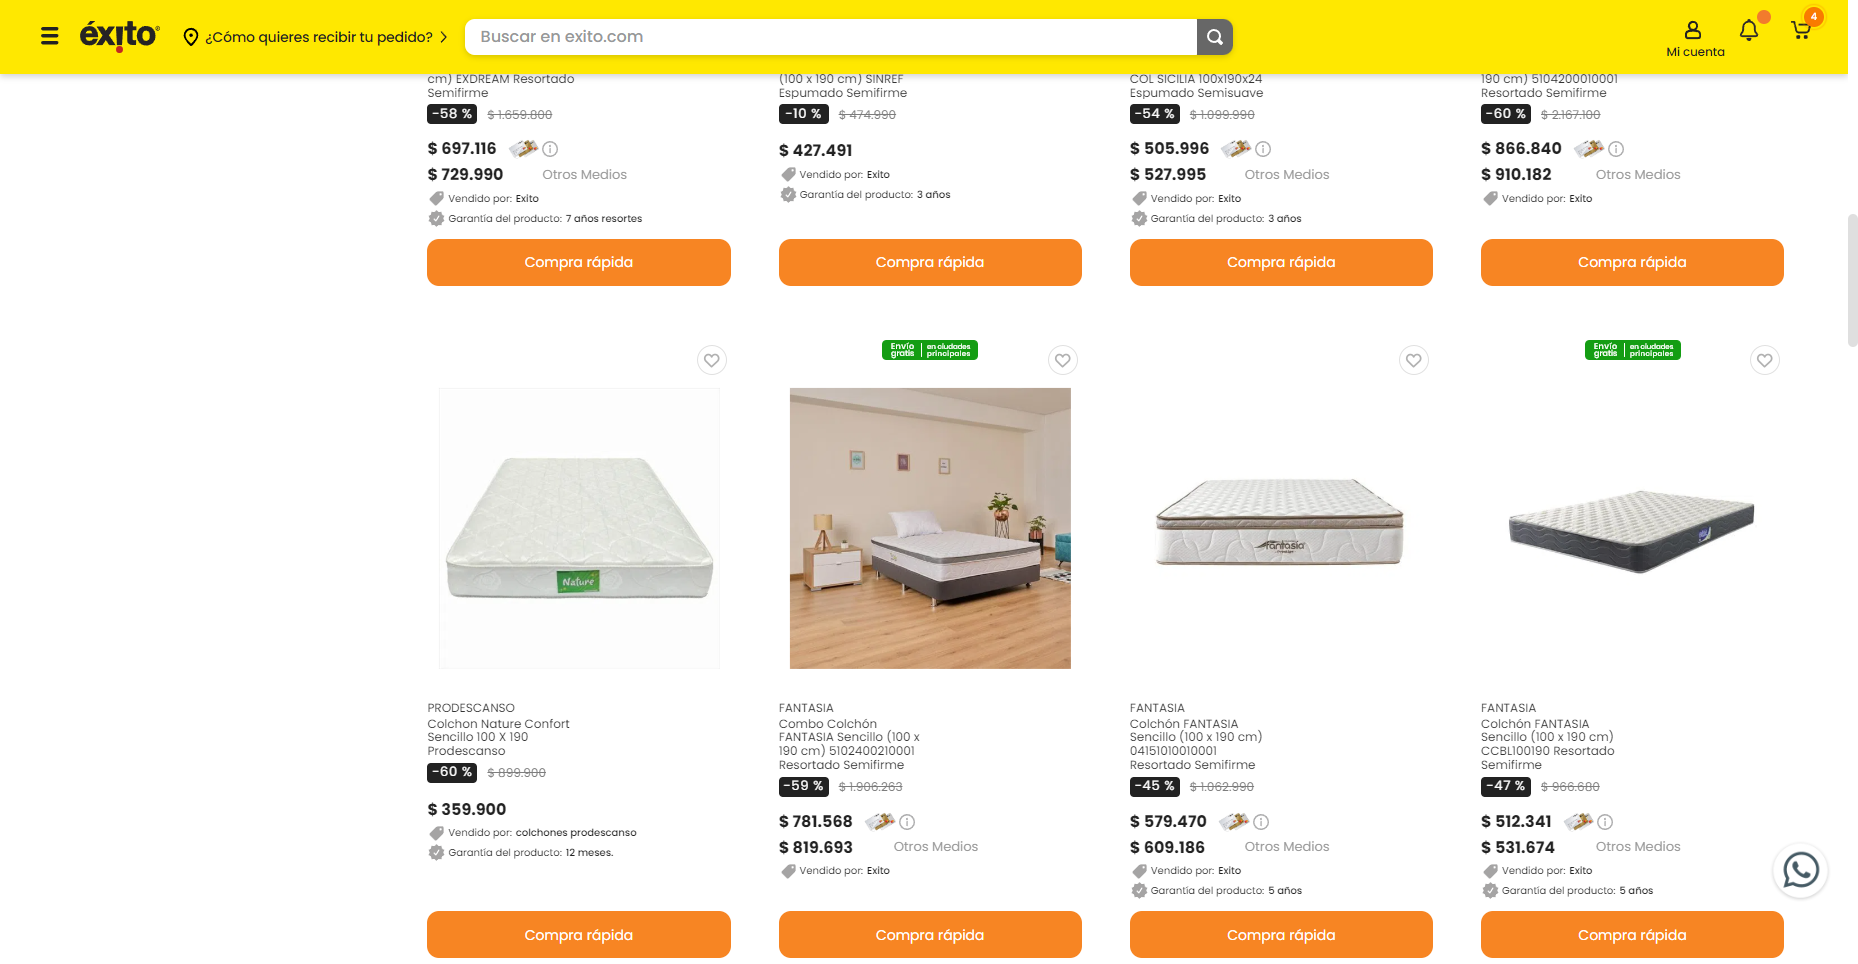 éxito
¿Cómo quieres recibir tu pedido?
Buscar en exito.com
Mi cuenta
4
cm) EXDREAM Resortado
Semifirme
-58 % $ 1.659.800
$ 697.116
$ 729.990 Otros Medios
Vendido por: Exito
Garantía del producto: 7 años resortes
Compra rápida
(100 x 190 cm) SINREF
Espumado Semifirme
-10 % $ 474.990
$ 427.491
Vendido por: Exito
Garantía del producto: 3 años
Compra rápida
COL SICILIA 100x190x24
Espumado Semisuave
-54 % $ 1.099.990
$ 505.996
$ 527.995 Otros Medios
Vendido por: Exito
Garantía del producto: 3 años
Compra rápida
190 cm) 5104200010001
Resortado Semifirme
-60 % $ 2.167.100
$ 866.840
$ 910.182 Otros Medios
Vendido por: Exito
Compra rápida
Nature
PRODESCANSO
Colchon Nature Confort
Sencillo 100 X 190
Prodescanso
-60 % $ 899.900
$ 359.900
Vendido por: colchones prodescanso
Garantía del producto: 12 meses.
Compra rápida
Envío gratis en ciudades principales
FANTASIA
Combo Colchón
FANTASIA Sencillo (100 x
190 cm) 5102400210001
Resortado Semifirme
-59 % $ 1.906.263
$ 781.568
$ 819.693 Otros Medios
Vendido por: Exito
Compra rápida
fantasia
FANTASIA
Colchón FANTASIA
Sencillo (100 x 190 cm)
04151010010001
Resortado Semifirme
-45 % $ 1.062.990
$ 579.470
$ 609.186 Otros Medios
Vendido por: Exito
Garantía del producto: 5 años
Compra rápida
Envío gratis en ciudades principales
FANTASIA
Colchón FANTASIA
Sencillo (100 x 190 cm)
CCBL100190 Resortado
Semifirme
-47 % $ 966.680
$ 512.341
$ 531.674 Otros Medios
Vendido por: Exito
Garantía del producto: 5 años
Compra rápida